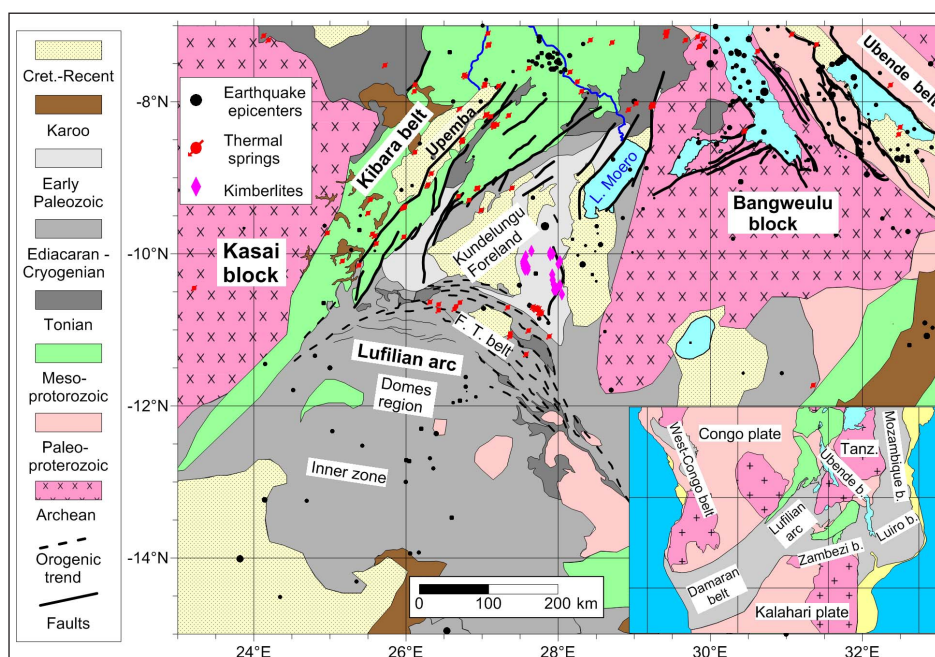 Cret.-Recent
Karoo
Early
Paleozoic
Ediacaran -
Cryogenian
Tonian
Meso-
protorozoic
Paleo-
proterozoic
Archean
Orogenic
trend
Faults
Earthquake
epicenters
Thermal
springs
Kimberlites
-8°N
-10°N
-12°N
-14°N
24°E
26°E
28°E
30°E
32°E
Kibara belt
Upemba
Kasai
block
Kundelungu
Foreland
L. Moero
Bangweulu
block
Ubende belt
F. T. belt
Lufilian arc
Domes
region
Inner zone
0
100
200 km
West-Congo belt
Congo plate
Tanz.
Ubende b.
Mozambique b.
Lufilian
arc
Luiro b.
Zambezi b.
Damaran
belt
Kalahari plate